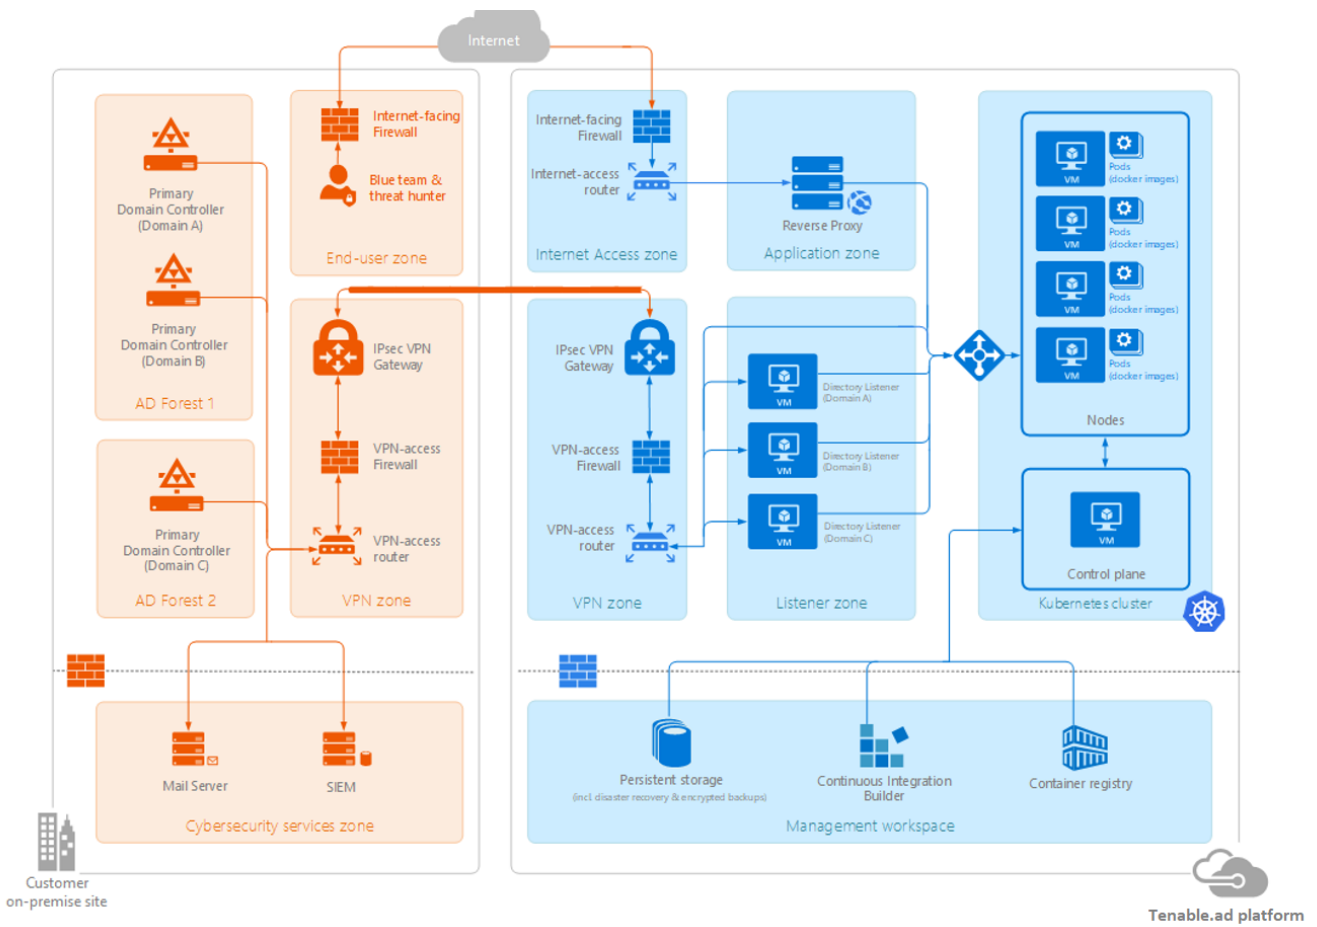 Internet
Primary
Domain Controller
(Domain A)
Primary
Domain Controller
(Domain B)
AD Forest 1
Primary
Domain Controller
(Domain C)
AD Forest 2
Internet-facing
Firewall
Blue team &
threat hunter
End-user zone
IPsec VPN
Gateway
VPN-access
Firewall
VPN-access
router
VPN zone
Mail Server
SIEM
Cybersecurity services zone
Customer
on-premise site
Internet-facing
Firewall
Internet-access
router
Internet Access zone
Reverse Proxy
Application zone
IPsec VPN
Gateway
VPN-access
Firewall
VPN-access
router
VPN zone
VM
Directory Listener
(Domain A)
VM
Directory Listener
(Domain B)
VM
Directory Listener
(Domain C)
Listener zone
VM
Pods
(docker images)
VM
Pods
(docker images)
VM
Pods
(docker images)
VM
Pods
(docker images)
Nodes
VM
Control plane
Kubernetes cluster
Persistent storage
(incl disaster recovery & encrypted backups)
Continuous Integration
Builder
Container registry
Management workspace
Tenable.ad platform